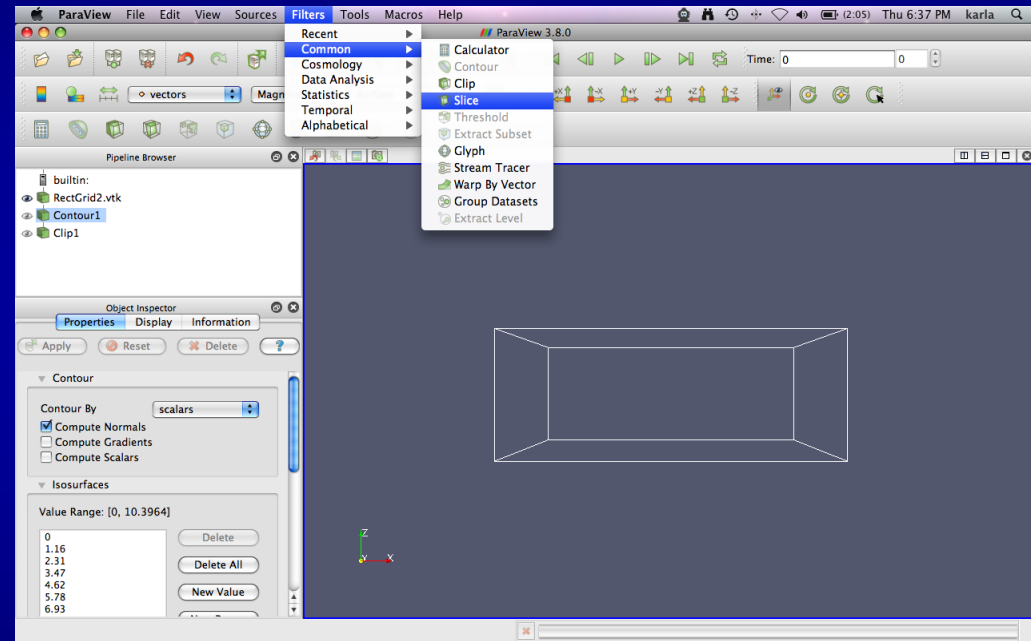 ParaView File Edit View Sources Filters Tools Macros Help (2:05) Thu 6:37 PM karla
ParaView 3.8.0
Recent
Common
Cosmology
Data Analysis
Statistics
Temporal
Alphabetical
Calculator
Contour
Clip
Slice
Threshold
Extract Subset
Glyph
Stream Tracer
Warp By Vector
Group Datasets
Extract Level
Time: 0 0
vectors Magn
+X -X +Y -Y +Z -Z
Pipeline Browser
builtin:
RectGrid2.vtk
Contour1
Clip1
Object Inspector
Properties Display Information
Apply Reset Delete ?
Contour
Contour By scalars
Compute Normals
Compute Gradients
Compute Scalars
Isosurfaces
Value Range: [0, 10.3964]
0
1.16
2.31
3.47
4.62
5.78
6.93
Delete
Delete All
New Value
Z
Y X